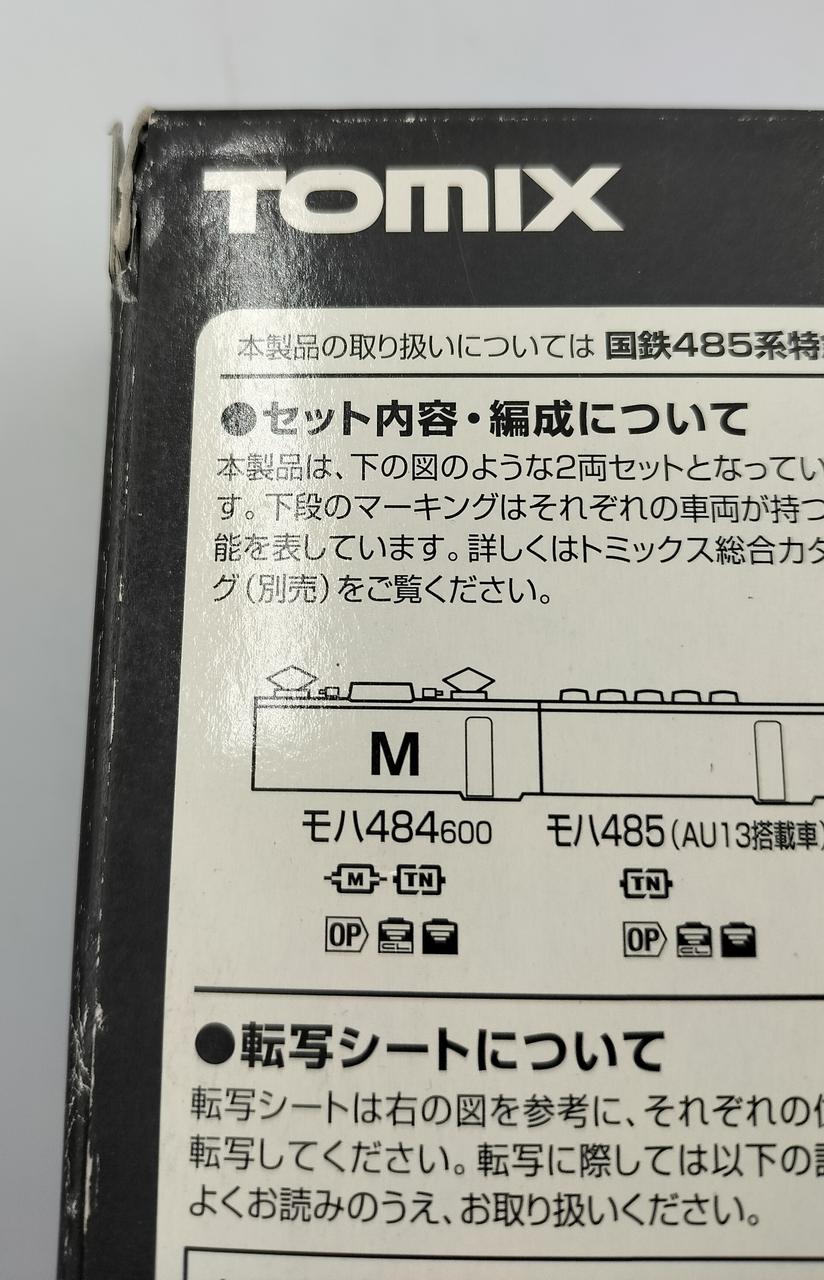 TOMIX
本製品の取り扱いについては 国鉄485系特
●セット内容・編成について
本製品は、下の図のような2両セットとなってい
す。下段のマーキングはそれぞれの車両が持つ
能を表しています。詳しくはトミックス総合カタ
グ(別売)をご覧ください。
M
モハ484600 モハ485(AU13搭載車)
M TN TN
OP CL OP CL
●転写シートについて
転写シートは右の図を参考に、それぞれの
転写してください。転写に際しては以下の
よくお読みのうえ、お取り扱いください。